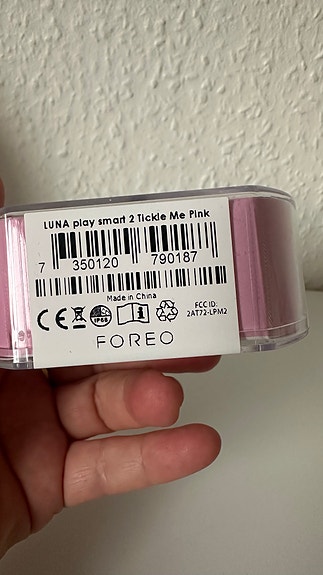 LUNA play smart 2 Tickle Me Pink
7 350120 790187
Made in China
CE IP68 FCC ID:
2AT72-LPM2
FOREO